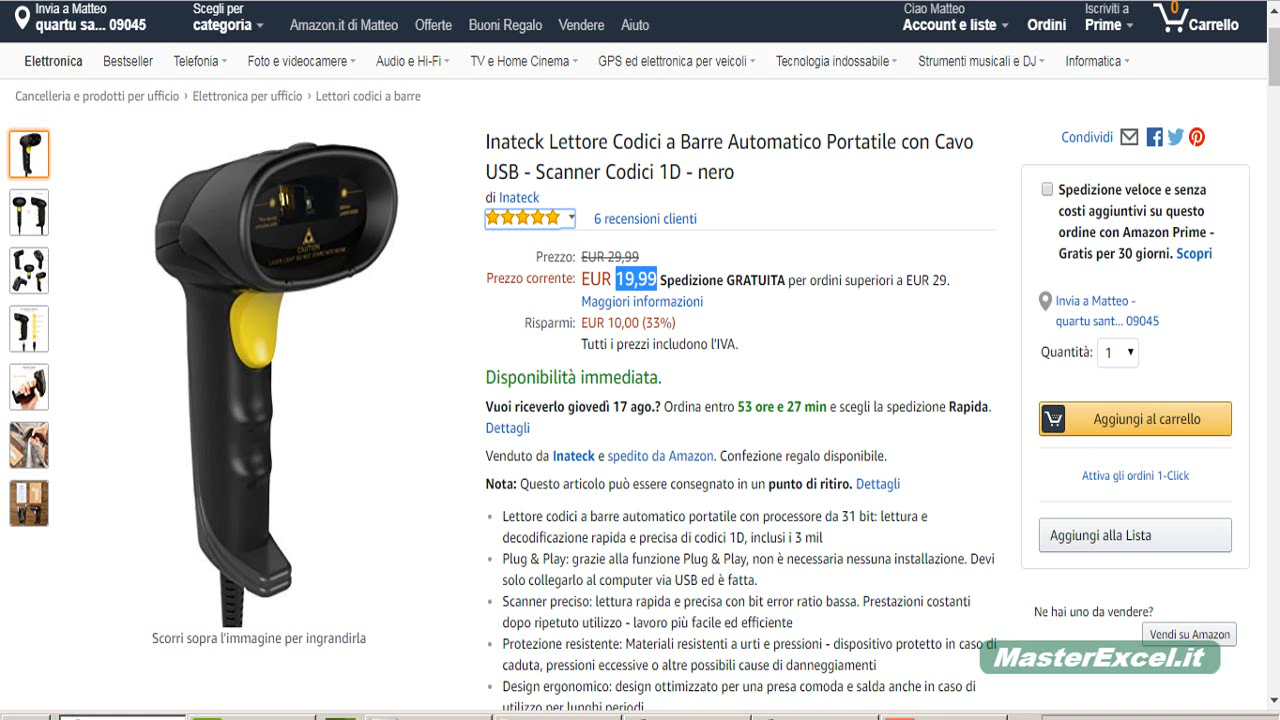 Invia a Matteo
quartu sa... 09045
Scegli per
categoria
Amazon.it di Matteo
Offerte
Buoni Regalo
Vendere
Aiuto
Ciao Matteo
Account e liste
Ordini
Iscriviti a
Prime
0
Carrello
Elettronica
Bestseller
Telefonia
Foto e videocamere
Audio e Hi-Fi
TV e Home Cinema
GPS ed elettronica per veicoli
Tecnologia indossabile
Strumenti musicali e DJ
Informatica
Cancelleria e prodotti per ufficio › Elettronica per ufficio › Lettori codici a barre
CAUTION
Scorri sopra l'immagine per ingrandirla
Inateck Lettore Codici a Barre Automatico Portatile con Cavo
USB - Scanner Codici 1D - nero
di Inateck
6 recensioni clienti
Prezzo: EUR 29,99
Prezzo corrente: EUR 19,99 Spedizione GRATUITA per ordini superiori a EUR 29.
Maggiori informazioni
Risparmi: EUR 10,00 (33%)
Tutti i prezzi includono l'IVA.
Disponibilità immediata.
Vuoi riceverlo giovedì 17 ago.? Ordina entro 53 ore e 27 min e scegli la spedizione Rapida.
Dettagli
Venduto da Inateck e spedito da Amazon. Confezione regalo disponibile.
Nota: Questo articolo può essere consegnato in un punto di ritiro. Dettagli
• Lettore codici a barre automatico portatile con processore da 31 bit: lettura e
decodificazione rapida e precisa di codici 1D, inclusi i 3 mil
• Plug & Play: grazie alla funzione Plug & Play, non è necessaria nessuna installazione. Devi
solo collegarlo al computer via USB ed è fatta.
• Scanner preciso: lettura rapida e precisa con bit error ratio bassa. Prestazioni costanti
dopo ripetuto utilizzo - lavoro più facile ed efficiente
• Protezione resistente: Materiali resistenti a urti e pressioni - dispositivo protetto in caso di
caduta, pressioni eccessive o altre possibili cause di danneggiamenti
• Design ergonomico: design ottimizzato per una presa comoda e salda anche in caso di
utilizzo per lunghi periodi
Condividi
Spedizione veloce e senza
costi aggiuntivi su questo
ordine con Amazon Prime -
Gratis per 30 giorni. Scopri
Invia a Matteo -
quartu sant... 09045
Quantità: 1
Aggiungi al carrello
Attiva gli ordini 1-Click
Aggiungi alla Lista
Ne hai uno da vendere?
Vendi su Amazon
MasterExcel.it